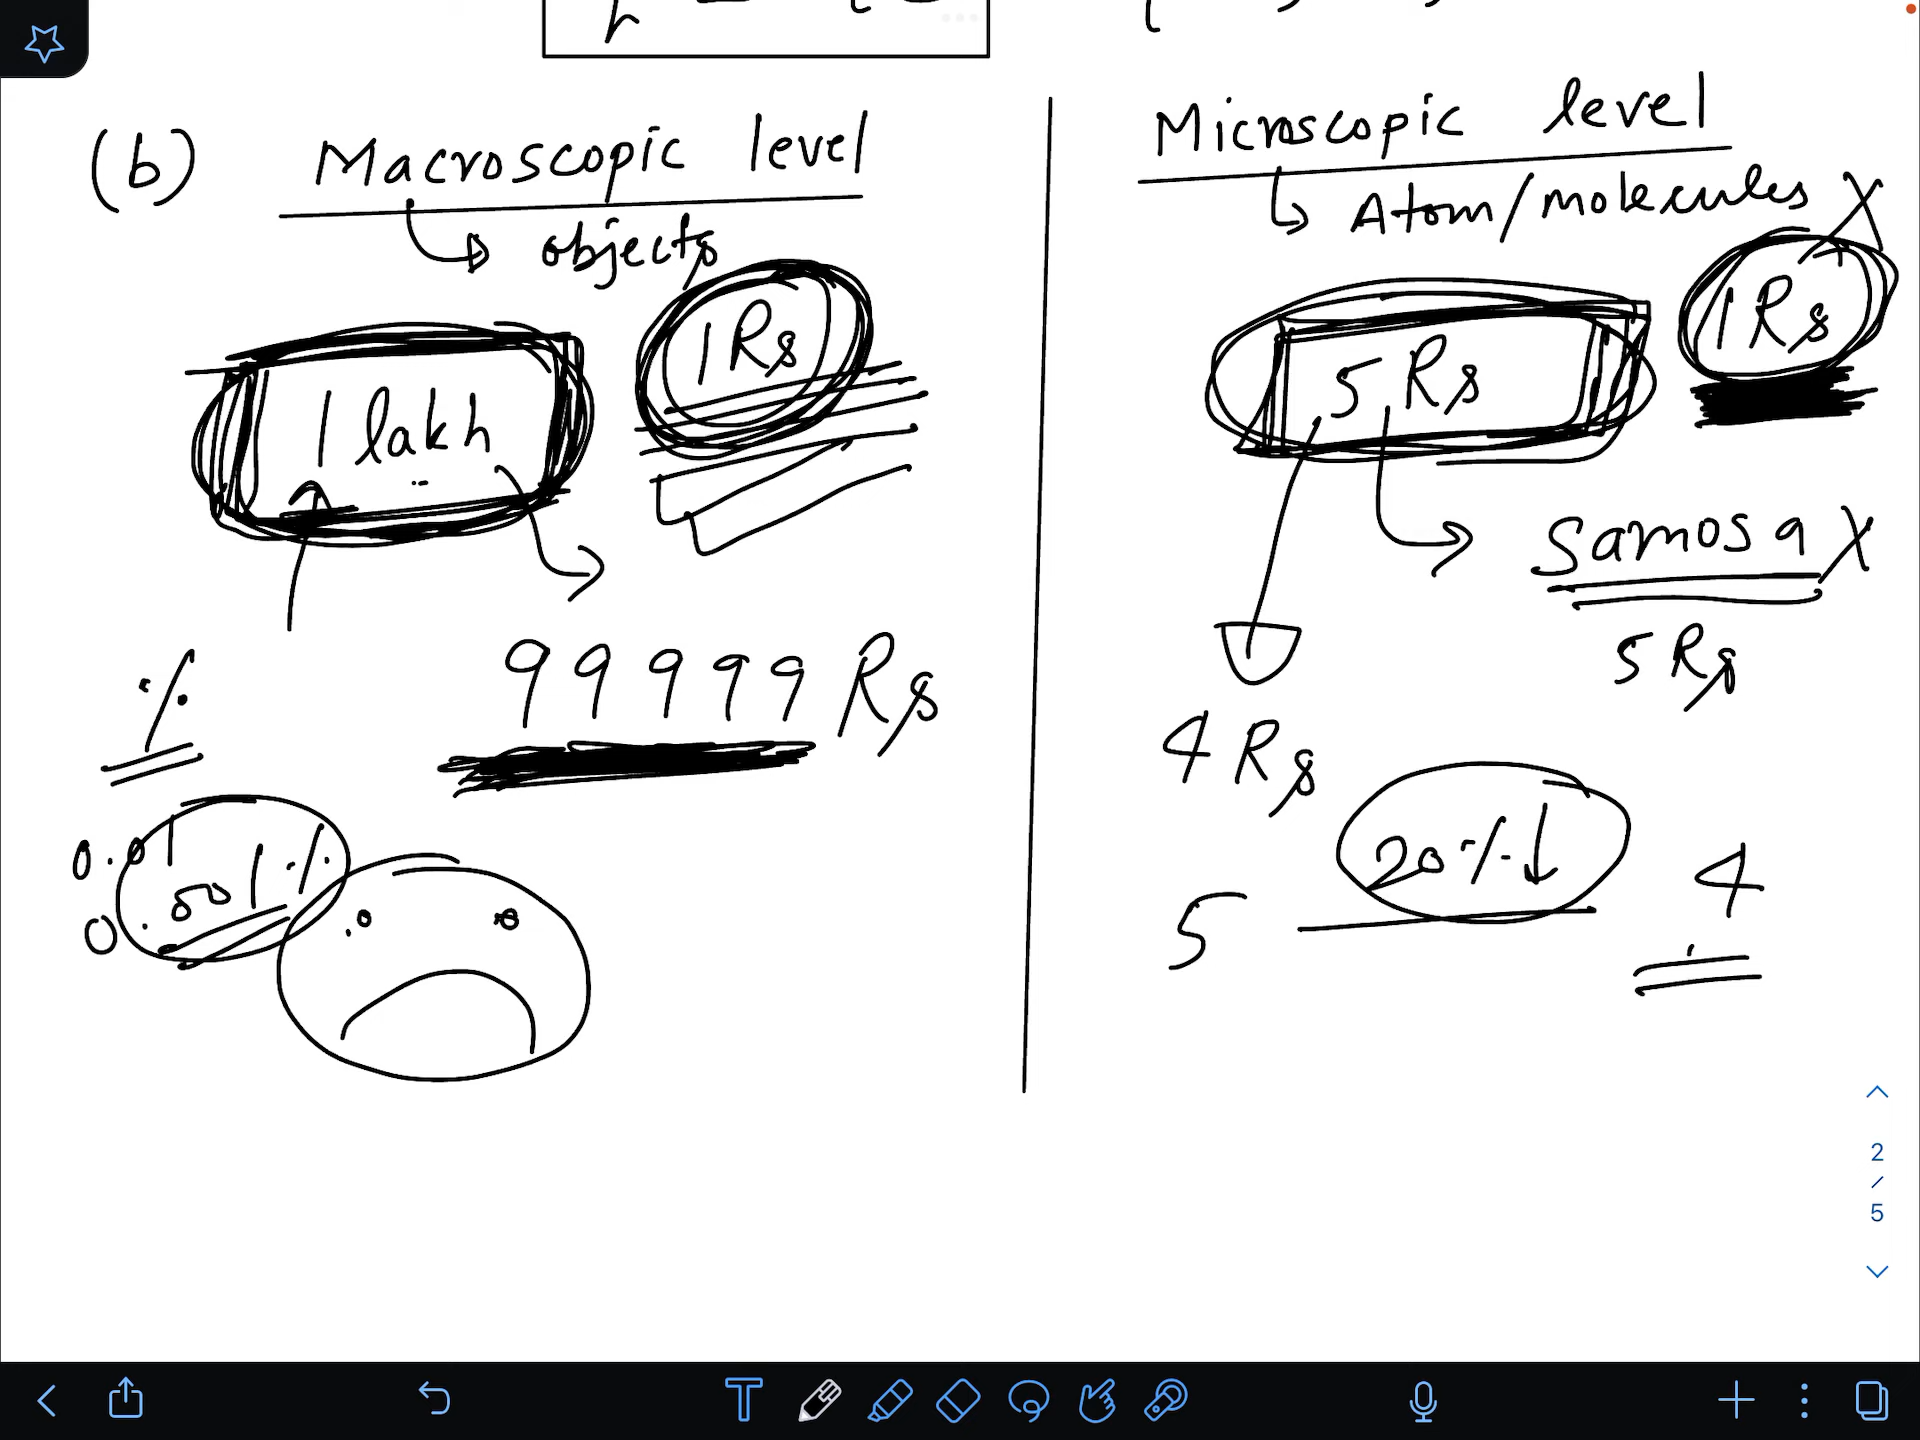 (b) Macroscopic level
objects
1 lakh
1 Rs
99999 Rs
%
0.01
0.001%
Microscopic level
Atom/molecules X
5 Rs
1 Rs
Samosa X
5 Rs
4 Rs
5 20%↓ 4
2
/
5
T